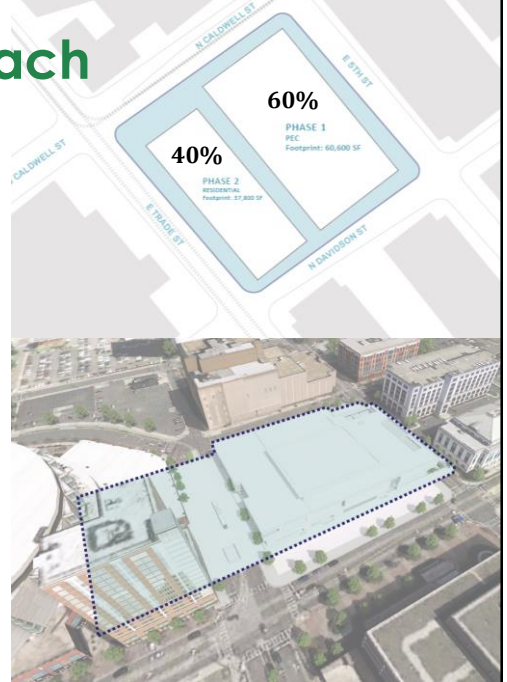 ach
N CALDWELL ST
E 5TH ST
60%
PHASE 1
PEC
Footprint: 60,600 SF
40%
PHASE 2
RESIDENTIAL
Footprint: 37,800 SF
CALDWELL ST
E TRADE ST
N DAVIDSON ST